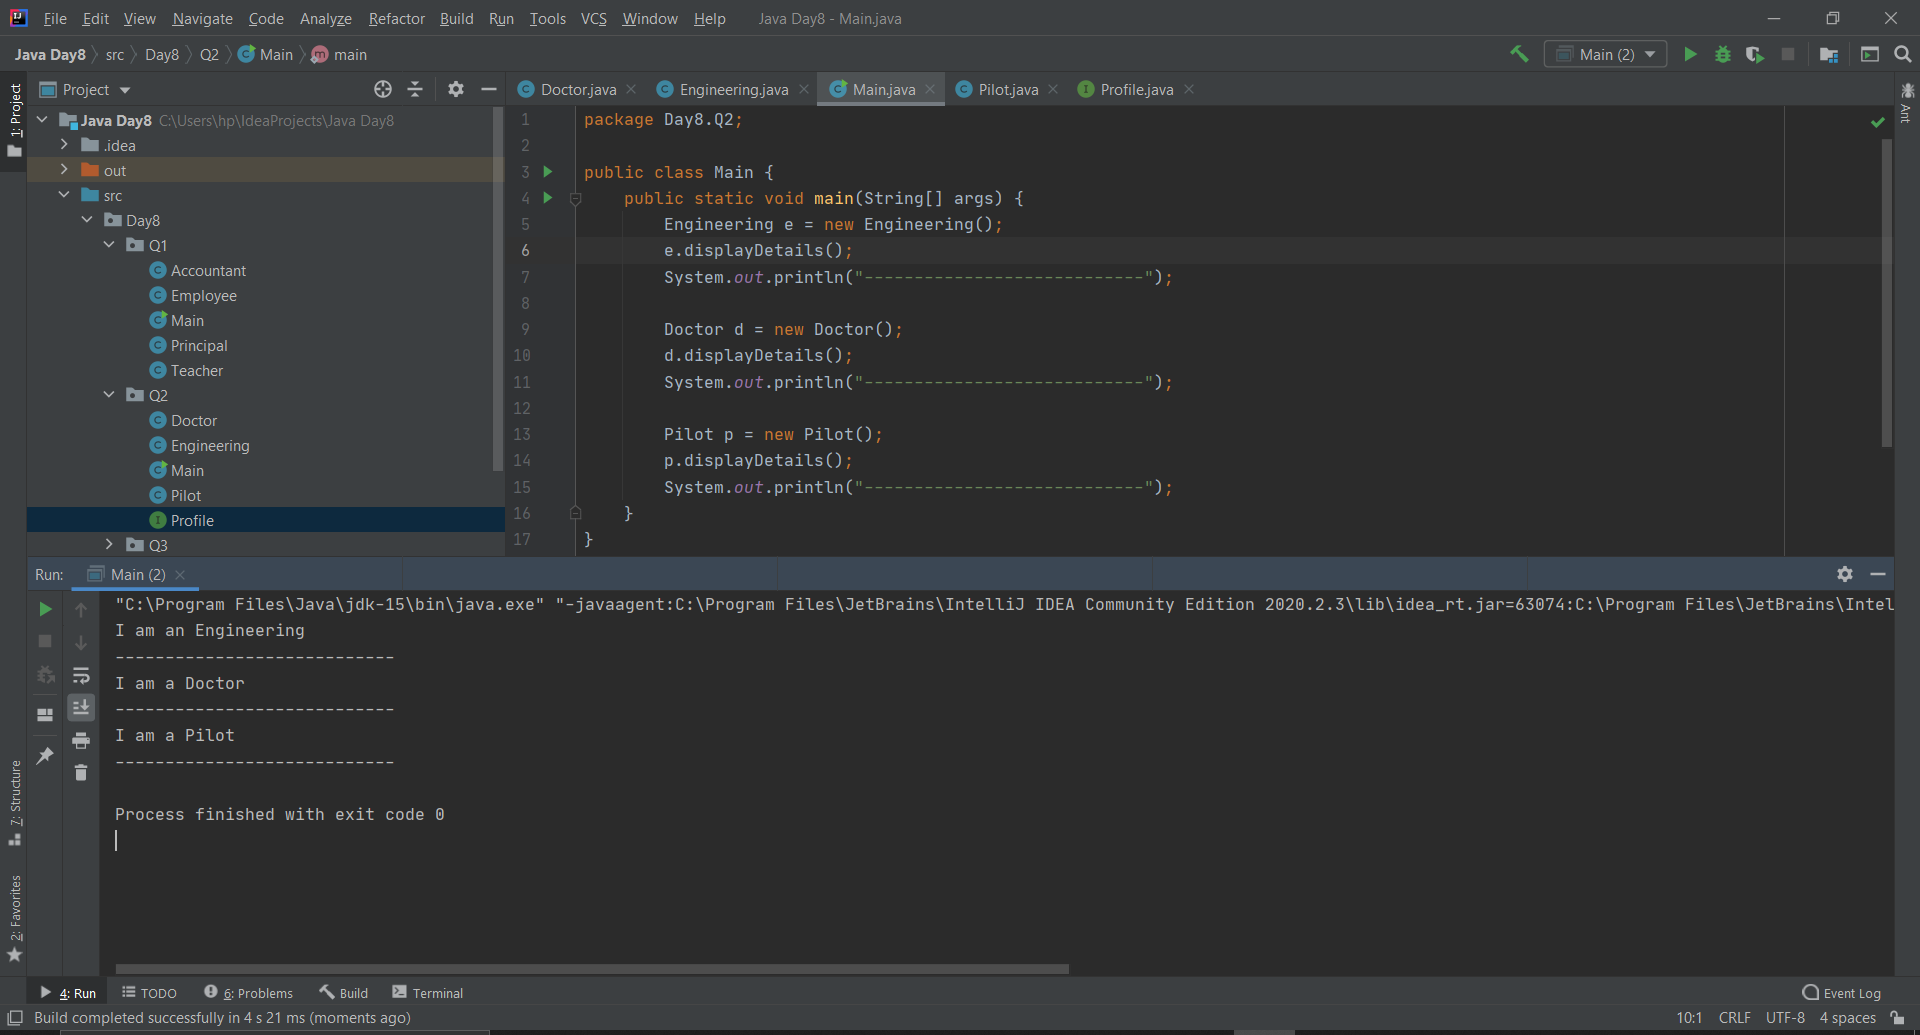 File Edit View Navigate Code Analyze Refactor Build Run Tools VCS Window Help Java Day8 - Main.java
Java Day8 src Day8 Q2 Main main Main (2)
1: Project
Project
Java Day8 C:\Users\hp\IdeaProjects\Java Day8
.idea
out
src
Day8
Q1
Accountant
Employee
Main
Principal
Teacher
Q2
Doctor
Engineering
Main
Pilot
Profile
Q3
Doctor.java Engineering.java Main.java Pilot.java Profile.java
Ant
1 package Day8.Q2;
2
3 public class Main {
4 public static void main(String[] args) {
5 Engineering e = new Engineering();
6 e.displayDetails();
7 System.out.println("----------------------------");
8
9 Doctor d = new Doctor();
10 d.displayDetails();
11 System.out.println("----------------------------");
12
13 Pilot p = new Pilot();
14 p.displayDetails();
15 System.out.println("----------------------------");
16 }
17 }
Run: Main (2)
"C:\Program Files\Java\jdk-15\bin\java.exe" "-javaagent:C:\Program Files\JetBrains\IntelliJ IDEA Community Edition 2020.2.3\lib\idea_rt.jar=63074:C:\Program Files\JetBrains\Intel
I am an Engineering
----------------------------
I am a Doctor
----------------------------
I am a Pilot
----------------------------
Process finished with exit code 0
7: Structure
2: Favorites
4: Run TODO 6: Problems Build Terminal Event Log
Build completed successfully in 4 s 21 ms (moments ago) 10:1 CRLF UTF-8 4 spaces